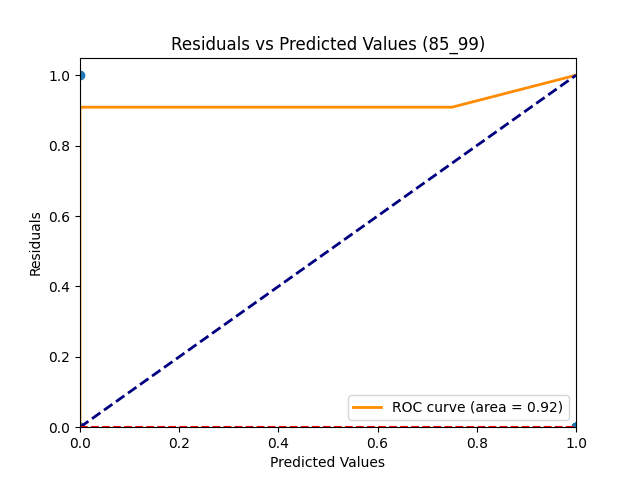 Residuals vs Predicted Values (85_99)
1.0
0.8
0.6
0.4
0.2
0.0
Residuals
ROC curve (area = 0.92)
0.0 0.2 0.4 0.6 0.8 1.0
Predicted Values